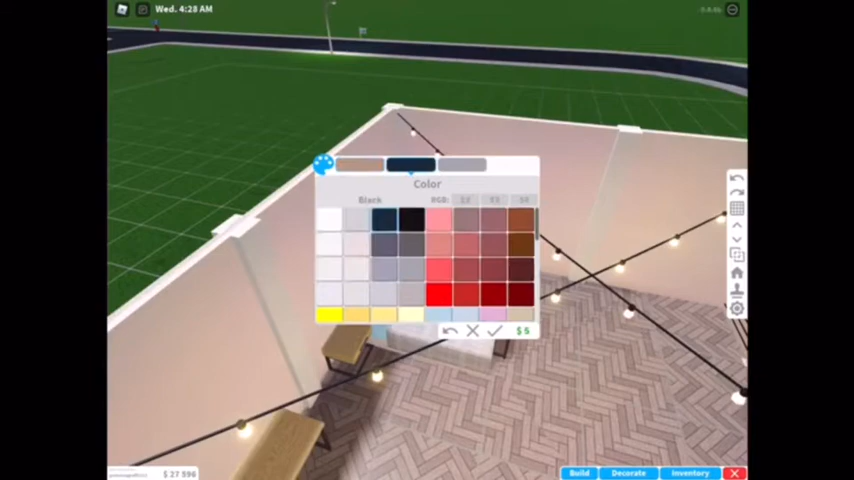 Wed. 4:28 AM
Color
Black
RGB:
$ 5
$ 27 596
Build
Decorate
Inventory